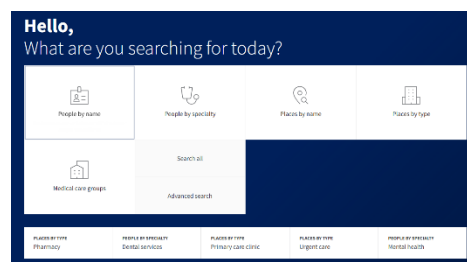 Hello,
What are you searching for today?
People by name
People by specialty
Places by name
Places by type
Medical care groups
Search all
Advanced search
PLACES BY TYPE
Pharmacy
PEOPLE BY SPECIALTY
Dental services
PLACES BY TYPE
Primary care clinic
PLACES BY TYPE
Urgent care
PEOPLE BY SPECIALTY
Mental health